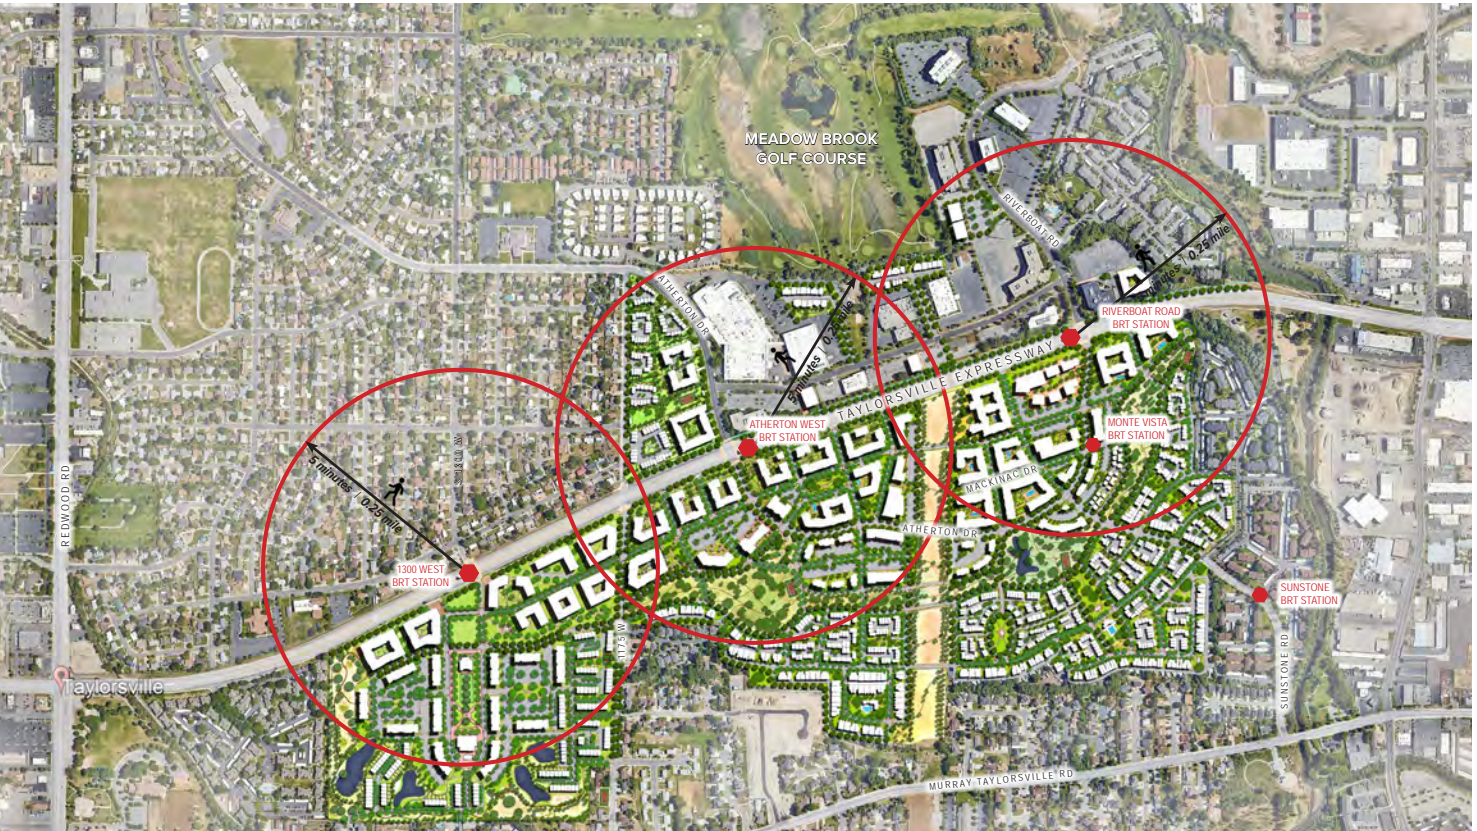 MEADOW BROOK
GOLF COURSE
RIVERBOAT RD
5 minutes | 0.25 mile
ATHERTON DR
RIVERBOAT ROAD
BRT STATION
TAYLORSVILLE EXPRESSWAY
ATHERTON WEST
BRT STATION
MONTE VISTA
BRT STATION
5 minutes | 0.25 mile
5 minutes | 0.25 mile
MACKINAC DR
REDWOOD RD
ATHERTON DR
1300 WEST
BRT STATION
SUNSTONE
BRT STATION
1175 W
SUNSTONE RD
Taylorsville
MURRAY TAYLORSVILLE RD